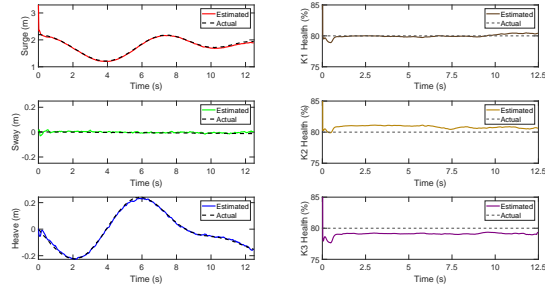 Surge (m)
3
2
1
0 2 4 6 8 10 12
Time (s)
Estimated
Actual
K1 Health (%)
85
80
75
0 2.5 5 7.5 10 12.5
Time (s)
Estimated
Actual
Sway (m)
0.2
0
-0.2
0 2 4 6 8 10 12
Time (s)
Estimated
Actual
K2 Health (%)
85
80
75
0 2.5 5 7.5 10 12.5
Time (s)
Estimated
Actual
Heave (m)
0.2
0
-0.2
0 2 4 6 8 10 12
Time (s)
Estimated
Actual
K3 Health (%)
85
80
75
0 2.5 5 7.5 10 12.5
Time (s)
Estimated
Actual